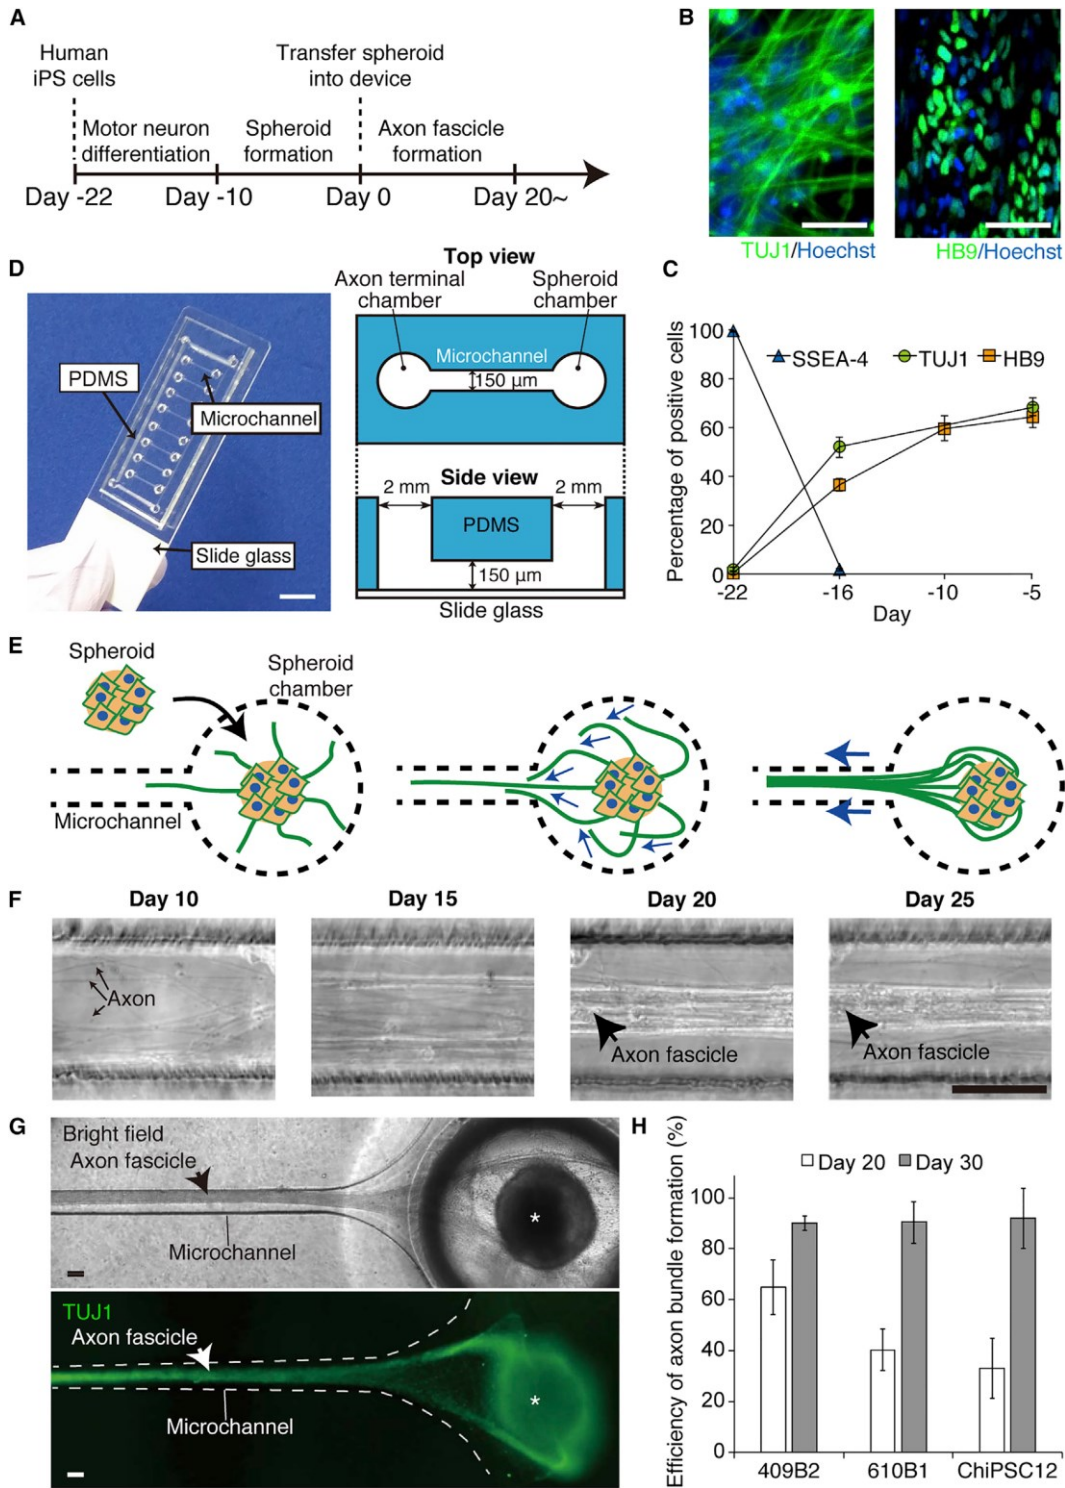 A
Human
iPS cells
Transfer spheroid
into device
Motor neuron
differentiation
Spheroid
formation
Axon fascicle
formation
Day -22
Day -10
Day 0
Day 20~
B
TUJ1/Hoechst
HB9/Hoechst
D
PDMS
Microchannel
Slide glass
Top view
Axon terminal
chamber
Spheroid
chamber
Microchannel
150 µm
Side view
2 mm
2 mm
PDMS
150 µm
Slide glass
C
Percentage of positive cells
100
80
60
40
20
0
SSEA-4
TUJ1
HB9
-22
-16
-10
-5
Day
E
Spheroid
Spheroid
chamber
Microchannel
F
Day 10
Day 15
Day 20
Day 25
Axon
Axon fascicle
Axon fascicle
G
Bright field
Axon fascicle
Microchannel
*
TUJ1
Axon fascicle
Microchannel
*
H
Efficiency of axon bundle formation (%)
Day 20
Day 30
100
80
60
40
20
0
409B2
610B1
ChiPSC12